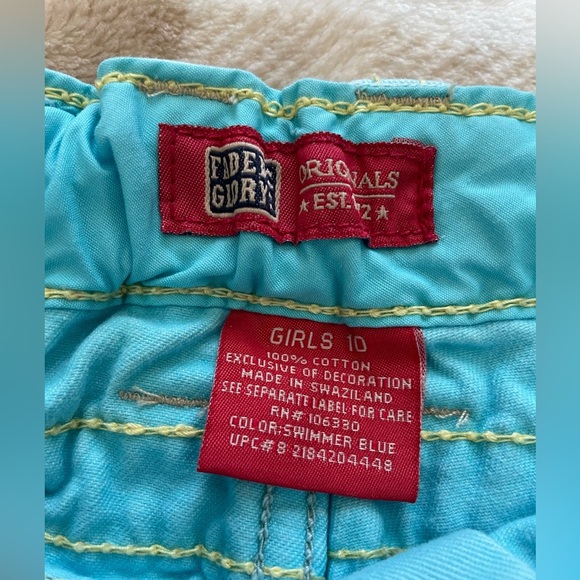 FADED
GLORY®
ORIGINALS
★ EST. 72 ★
GIRLS 10
100% COTTON
EXCLUSIVE OF DECORATION
MADE IN SWAZILAND
SEE SEPARATE LABEL FOR CARE
RN# 106330
COLOR:SWIMMER BLUE
UPC# 8 2184204448